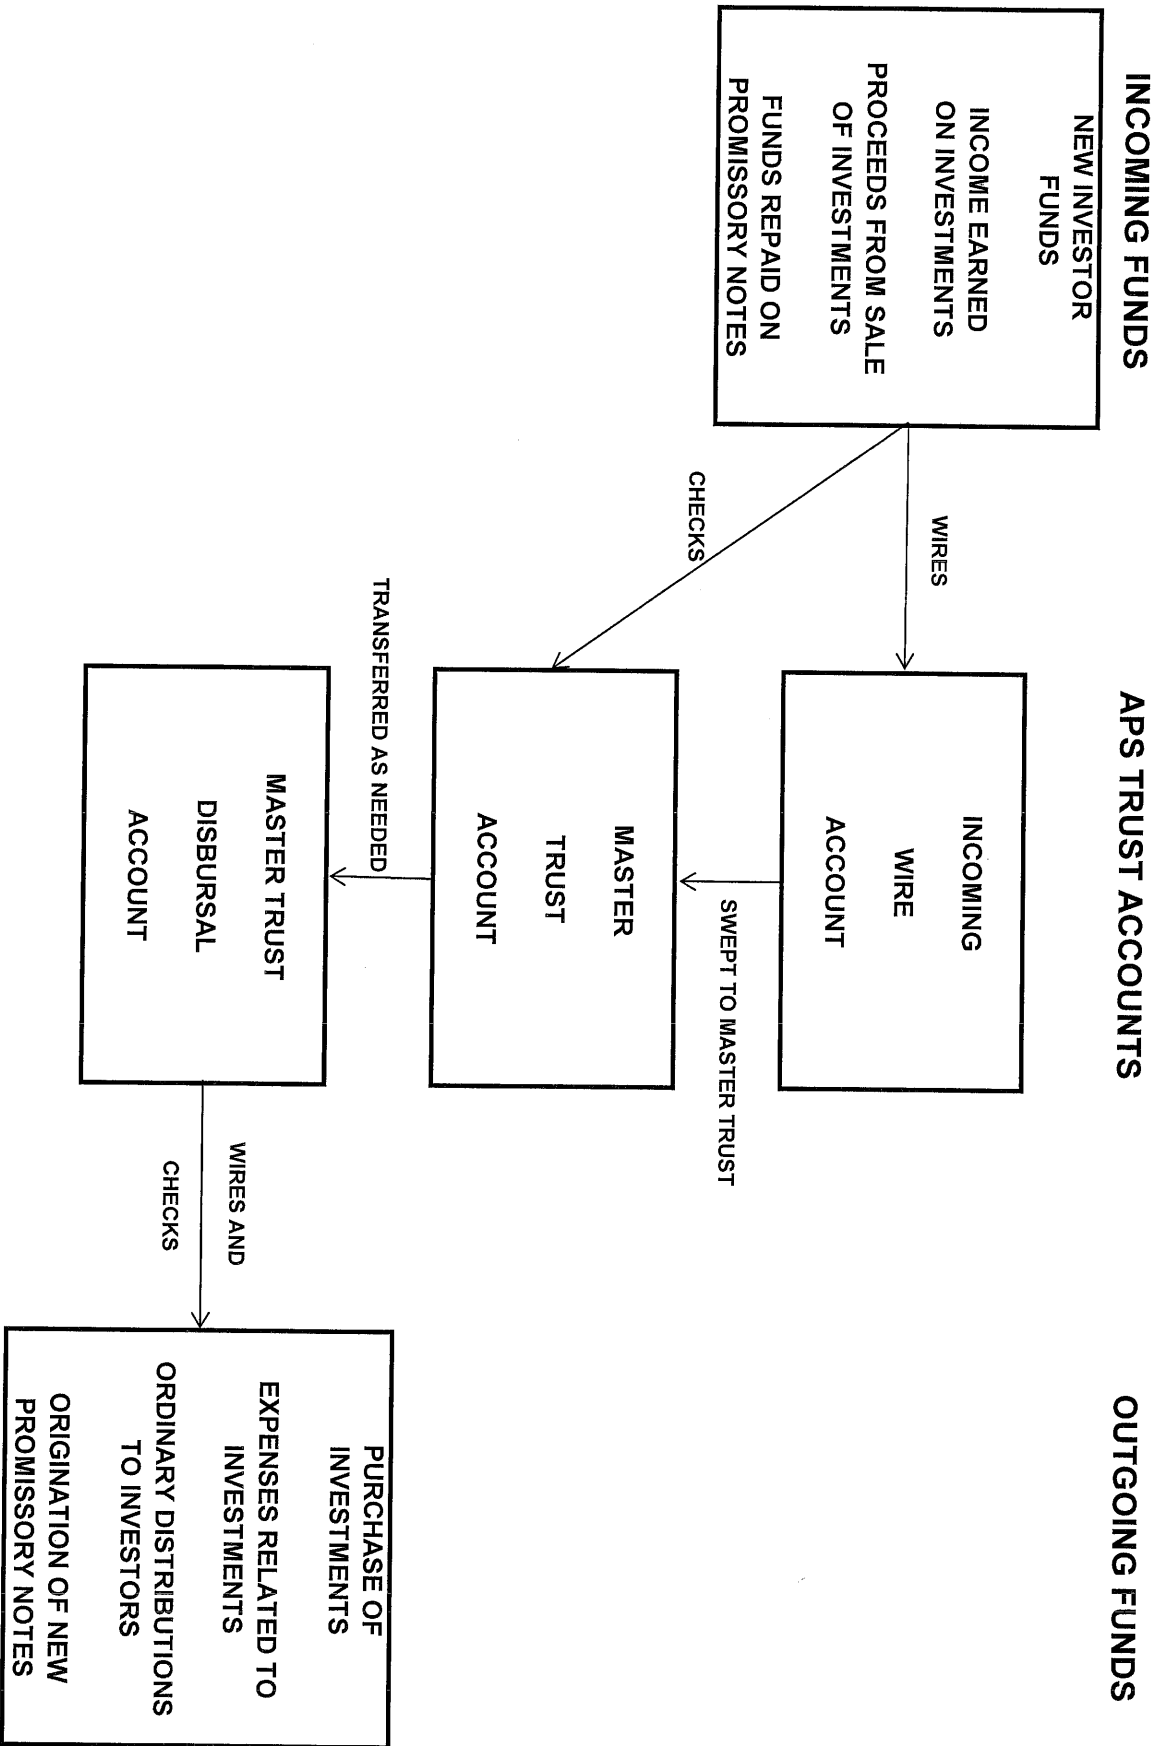 INCOMING FUNDS
APS TRUST ACCOUNTS
OUTGOING FUNDS
NEW INVESTOR
FUNDS
INCOME EARNED
ON INVESTMENTS
PROCEEDS FROM SALE
OF INVESTMENTS
FUNDS REPAID ON
PROMISSORY NOTES
WIRES
CHECKS
INCOMING
WIRE
ACCOUNT
SWEPT TO MASTER TRUST
MASTER
TRUST
ACCOUNT
TRANSFERRED AS NEEDED
MASTER TRUST
DISBURSAL
ACCOUNT
WIRES AND
CHECKS
PURCHASE OF
INVESTMENTS
EXPENSES RELATED TO
INVESTMENTS
ORDINARY DISTRIBUTIONS
TO INVESTORS
ORIGINATION OF NEW
PROMISSORY NOTES